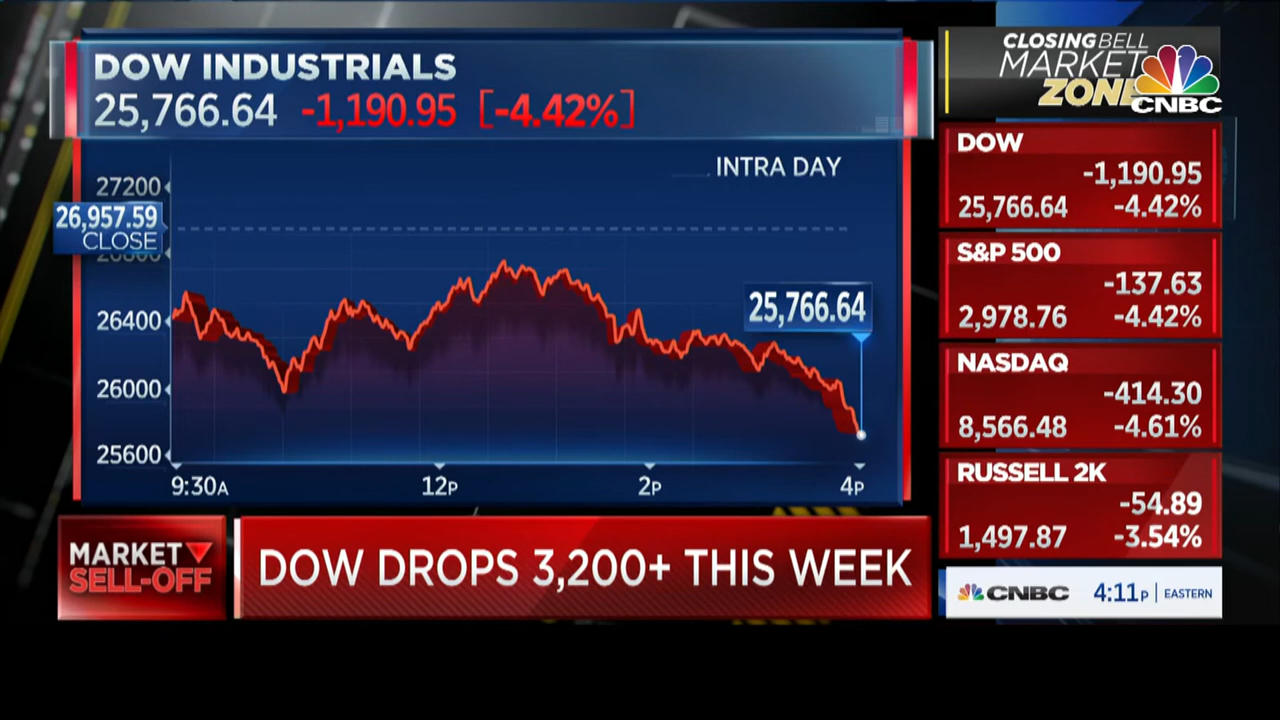 DOW INDUSTRIALS
25,766.64 -1,190.95 [-4.42%]
INTRA DAY
27200
26,957.59
CLOSE
26800
26400
26000
25600
25,766.64
9:30A 12P 2P 4P
MARKET
SELL-OFF
DOW DROPS 3,200+ THIS WEEK
CLOSING BELL
MARKET
ZONE
CNBC
DOW
-1,190.95
25,766.64 -4.42%
S&P 500
-137.63
2,978.76 -4.42%
NASDAQ
-414.30
8,566.48 -4.61%
RUSSELL 2K
-54.89
1,497.87 -3.54%
CNBC 4:11P | EASTERN